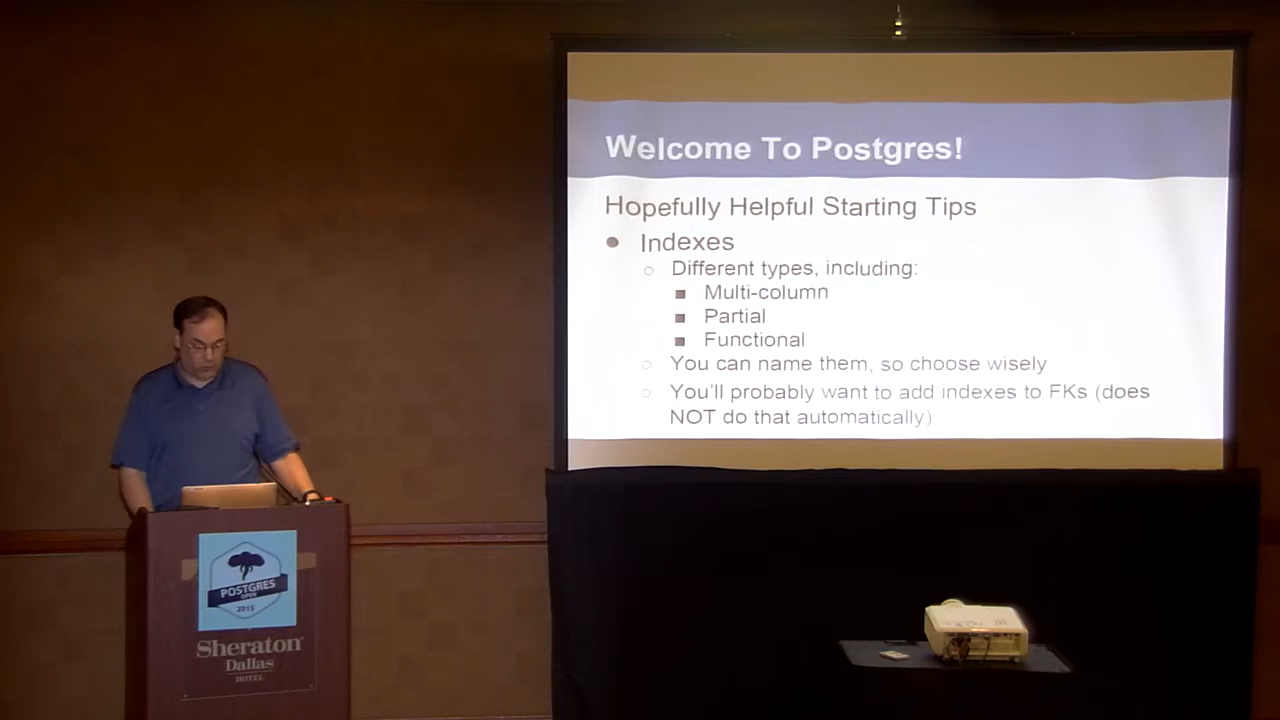 Welcome To Postgres!
Hopefully Helpful Starting Tips
Indexes
Different types, including:
Multi-column
Partial
Functional
You can name them, so choose wisely
You'll probably want to add indexes to FKs (does
NOT do that automatically)
POSTGRES
OPEN
2015
Sheraton
Dallas
HOTEL